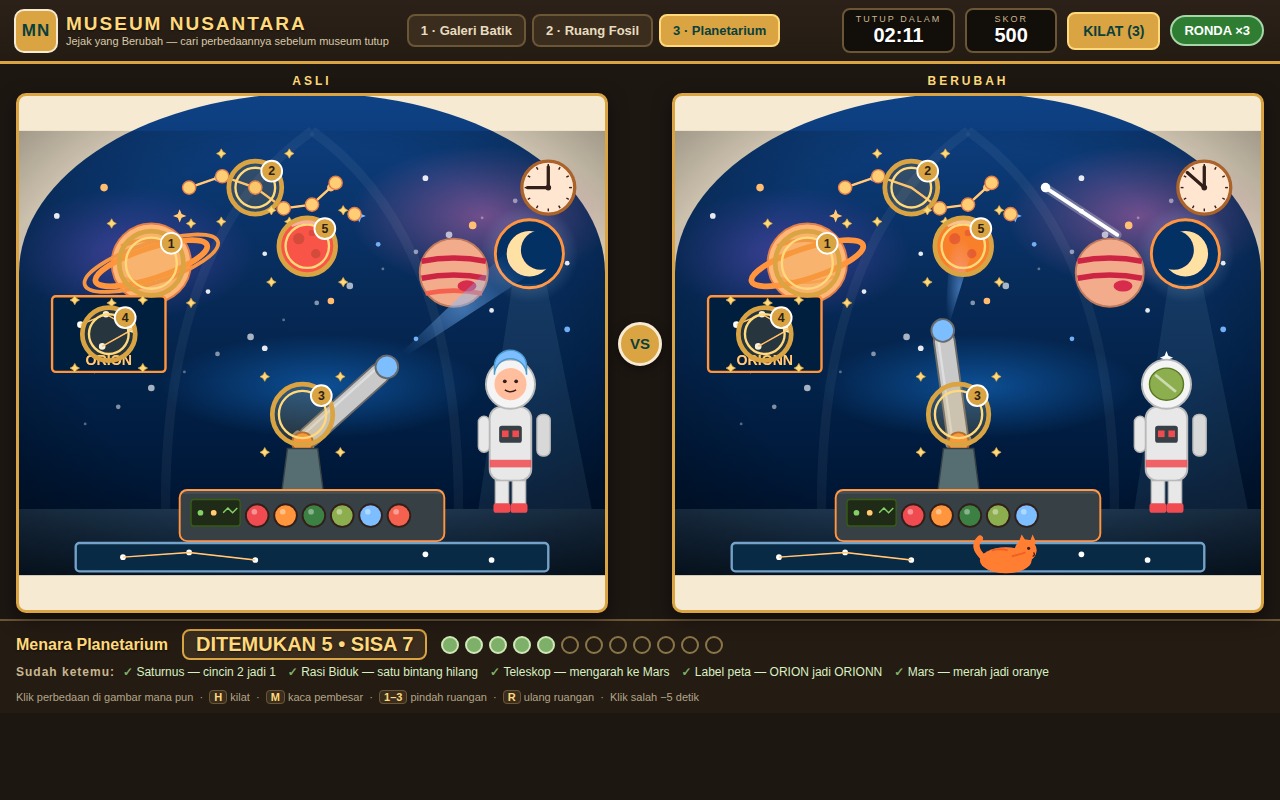 MN
MUSEUM NUSANTARA
Jejak yang Berubah — cari perbedaannya sebelum museum tutup
1 · Galeri Batik
2 · Ruang Fosil
3 · Planetarium
TUTUP DALAM
02:11
SKOR
500
KILAT (3)
RONDA ×3
ASLI
BERUBAH
2
1
5
4
ORION
3
VS
2
1
5
4
ORIONN
3
Menara Planetarium
DITEMUKAN 5 • SISA 7
Sudah ketemu: ✓ Saturnus — cincin 2 jadi 1 ✓ Rasi Biduk — satu bintang hilang ✓ Teleskop — mengarah ke Mars ✓ Label peta — ORION jadi ORIONN ✓ Mars — merah jadi oranye
Klik perbedaan di gambar mana pun · H kilat · M kaca pembesar · 1–3 pindah ruangan · R ulang ruangan · Klik salah −5 detik